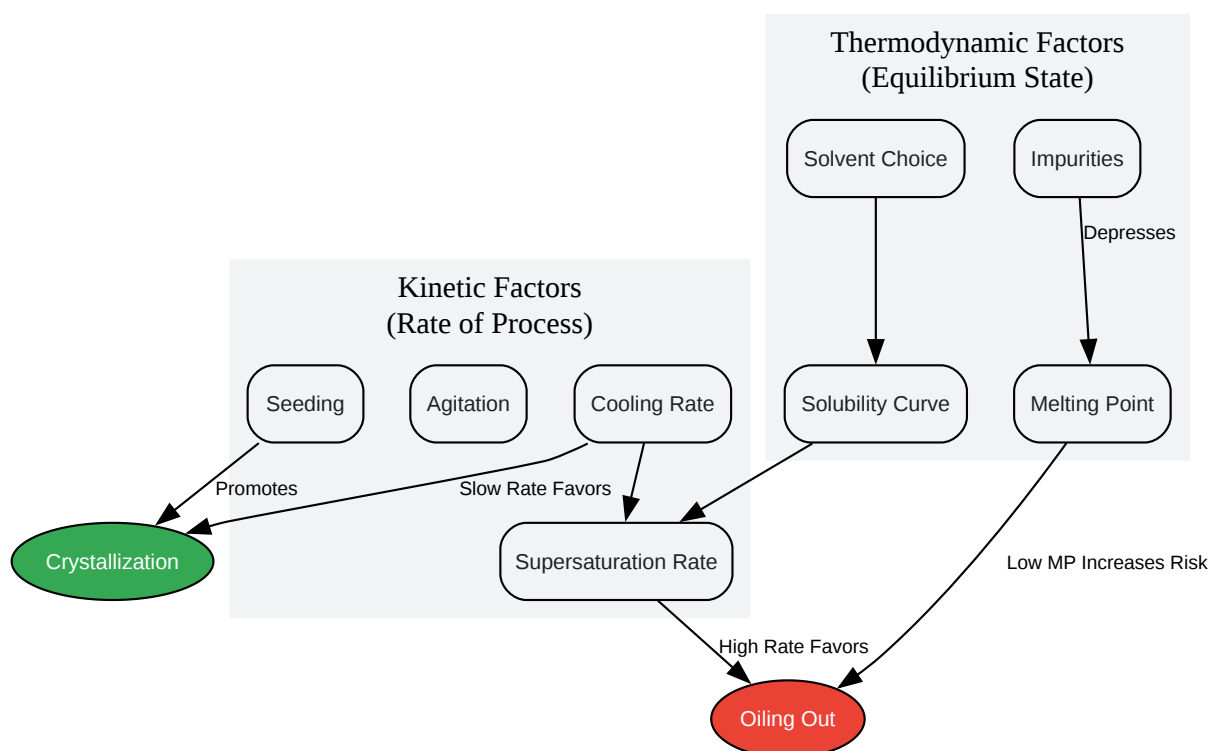 Thermodynamic Factors
(Equilibrium State)
Solvent Choice
Impurities
Depresses
Kinetic Factors
(Rate of Process)
Seeding
Agitation
Cooling Rate
Solubility Curve
Melting Point
Promotes
Slow Rate Favors
Crystallization
Supersaturation Rate
Low MP Increases Risk
High Rate Favors
Oiling Out